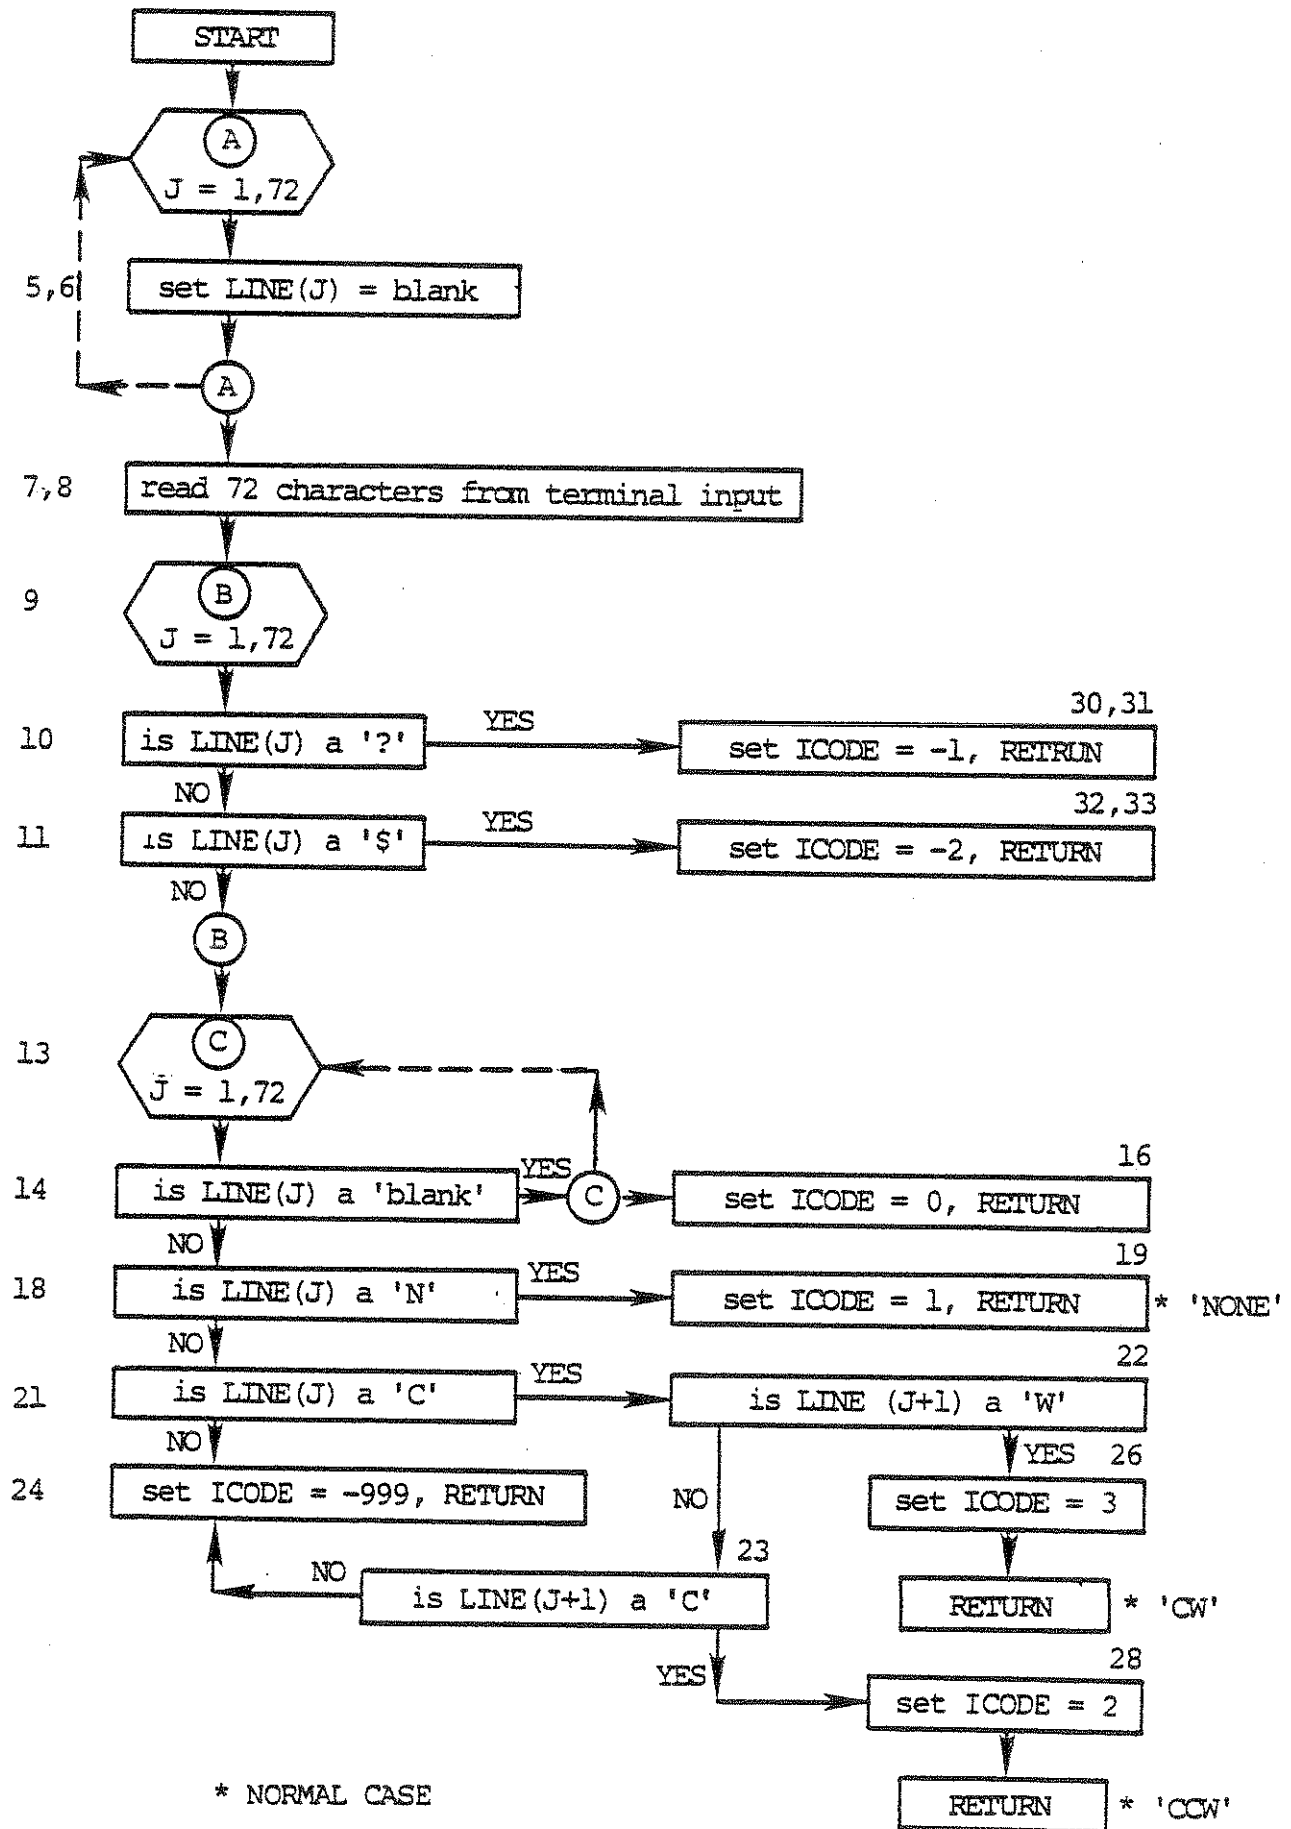 START
A
J = 1,72
5,6
set LINE(J) = blank
A
7,8
read 72 characters from terminal input
9
B
J = 1,72
30,31
10
is LINE(J) a '?'
YES
set ICODE = -1, RETRUN
NO
32,33
11
is LINE(J) a '$'
YES
set ICODE = -2, RETURN
NO
B
13
C
J = 1,72
16
14
is LINE(J) a 'blank'
YES
C
set ICODE = 0, RETURN
NO
19
18
is LINE(J) a 'N'
YES
set ICODE = 1, RETURN
* 'NONE'
NO
22
21
is LINE(J) a 'C'
YES
is LINE (J+1) a 'W'
NO
YES 26
24
set ICODE = -999, RETURN
NO
set ICODE = 3
23
NO
is LINE(J+1) a 'C'
RETURN
* 'CW'
28
YES
set ICODE = 2
* NORMAL CASE
RETURN
* 'CCW'